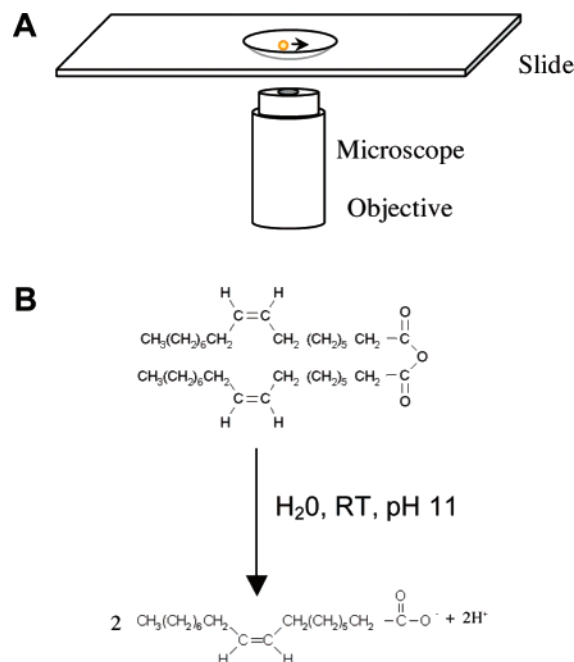 A
Slide
Microscope
Objective
B
H H
C=C O
CH₃(CH₂)₆CH₂ CH₂ (CH₂)₅ CH₂ C
O
CH₃(CH₂)₆CH₂ CH₂ (CH₂)₅ CH₂ C
C=C O
H H
H₂0, RT, pH 11
O
2 CH₃(CH₂)₆CH₂ CH₂(CH₂)₅CH₂ C–O⁻ + 2H⁺
C=C
H H